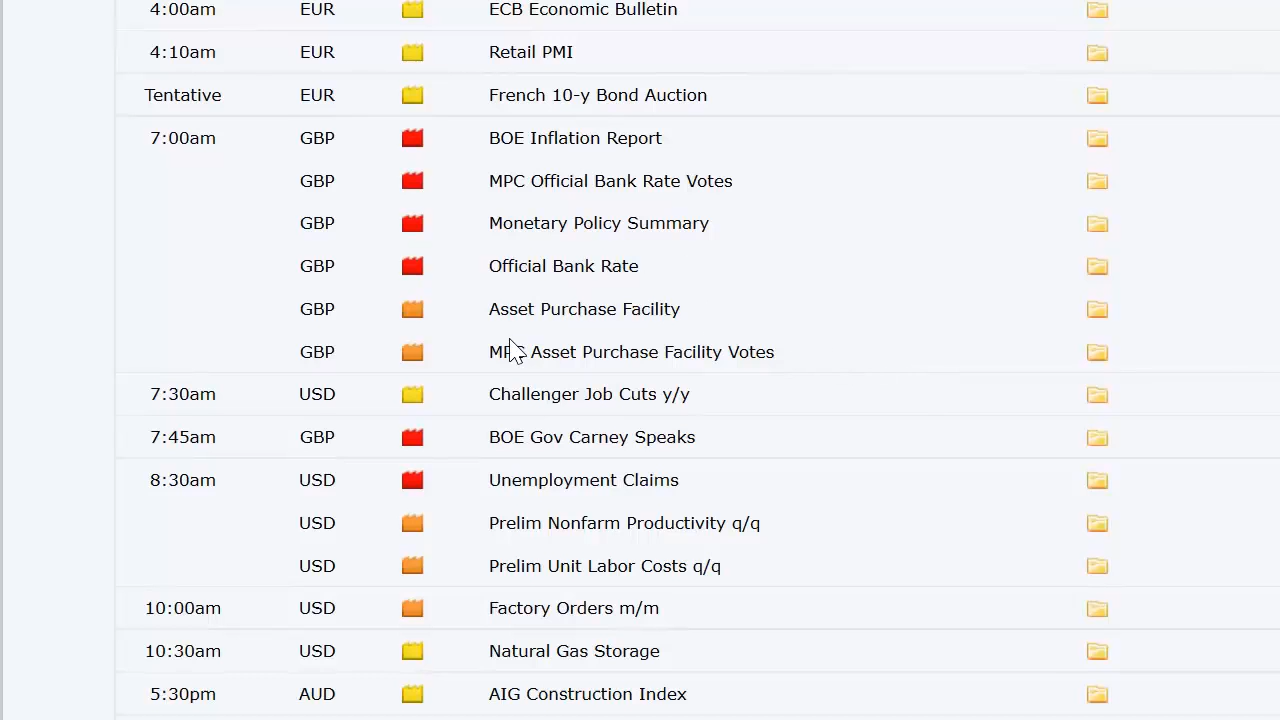 4:00am EUR ECB Economic Bulletin
4:10am EUR Retail PMI
Tentative EUR French 10-y Bond Auction
7:00am GBP BOE Inflation Report
GBP MPC Official Bank Rate Votes
GBP Monetary Policy Summary
GBP Official Bank Rate
GBP Asset Purchase Facility
GBP MPC Asset Purchase Facility Votes
7:30am USD Challenger Job Cuts y/y
7:45am GBP BOE Gov Carney Speaks
8:30am USD Unemployment Claims
USD Prelim Nonfarm Productivity q/q
USD Prelim Unit Labor Costs q/q
10:00am USD Factory Orders m/m
10:30am USD Natural Gas Storage
5:30pm AUD AIG Construction Index